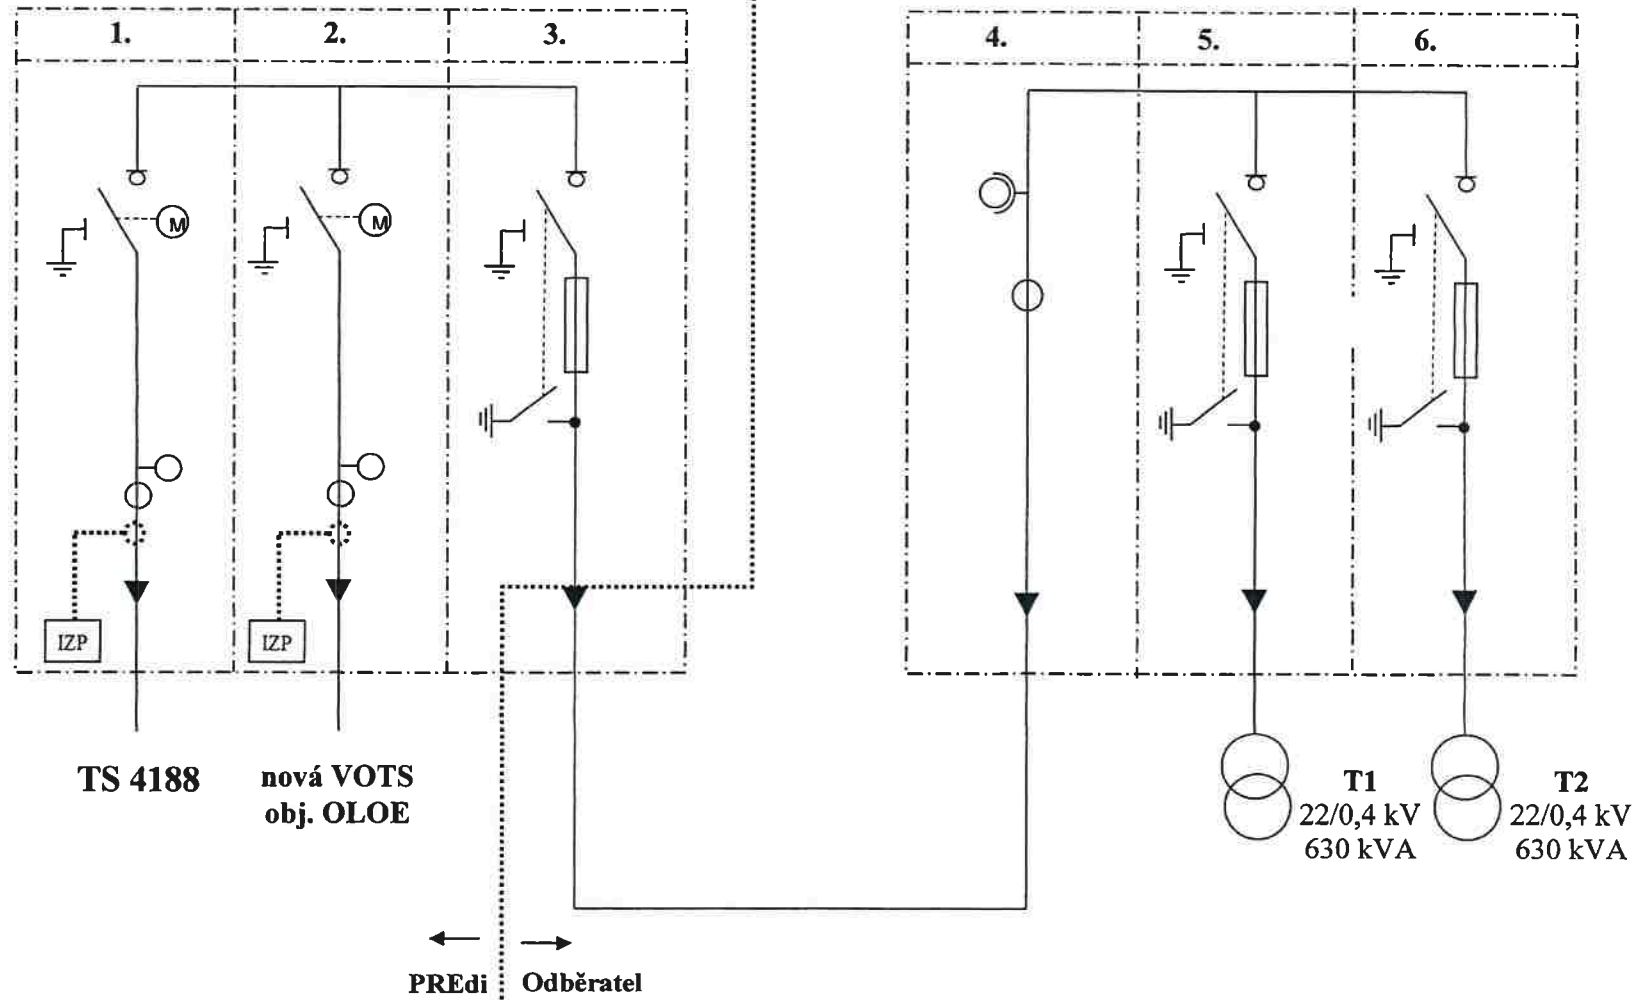 1. 2. 3. 4. 5. 6.
M M
IZP IZP
TS 4188
nová VOTS
obj. OLOE
T1
22/0,4 kV
630 kVA
T2
22/0,4 kV
630 kVA
PREdi Odběratel